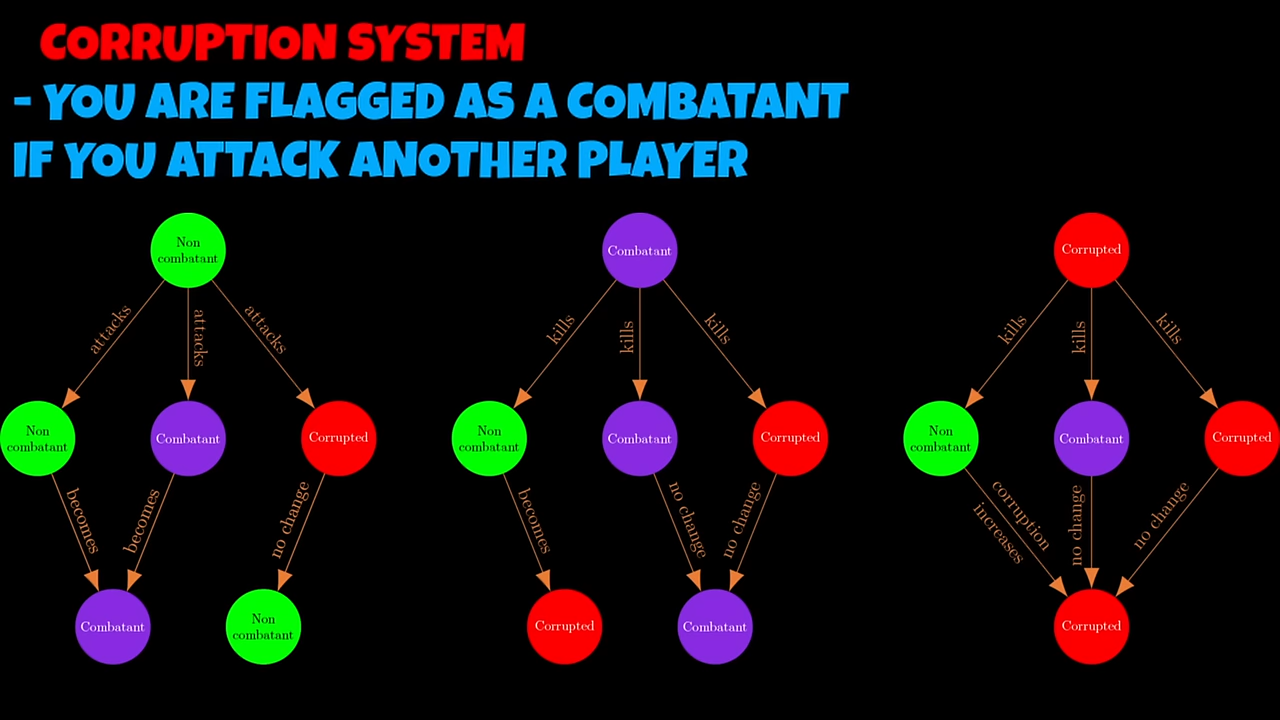 CORRUPTION SYSTEM
- YOU ARE FLAGGED AS A COMBATANT
IF YOU ATTACK ANOTHER PLAYER
Non
combatant
attacks
attacks
attacks
Non
combatant
Combatant
Corrupted
becomes
becomes
no change
Combatant
Non
combatant
Combatant
kills
kills
kills
Non
combatant
Combatant
Corrupted
becomes
no change
no change
Corrupted
Combatant
Corrupted
kills
kills
kills
Non
combatant
Combatant
Corrupted
corruption
increases
no change
no change
Corrupted